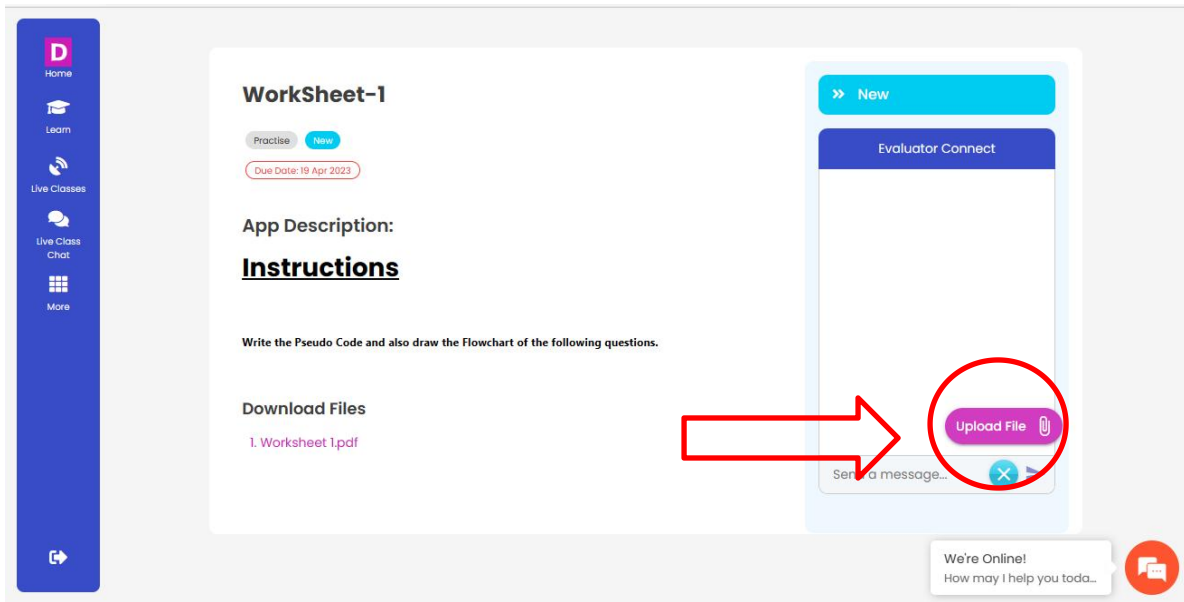 D
Home
Learn
Live Classes
Live Class
Chat
More
WorkSheet-1
Practise New
Due Date: 19 Apr 2023
App Description:
Instructions
Write the Pseudo Code and also draw the Flowchart of the following questions.
Download Files
1. Worksheet 1.pdf
New
Evaluator Connect
Upload File
Send a message...
We're Online!
How may I help you toda...